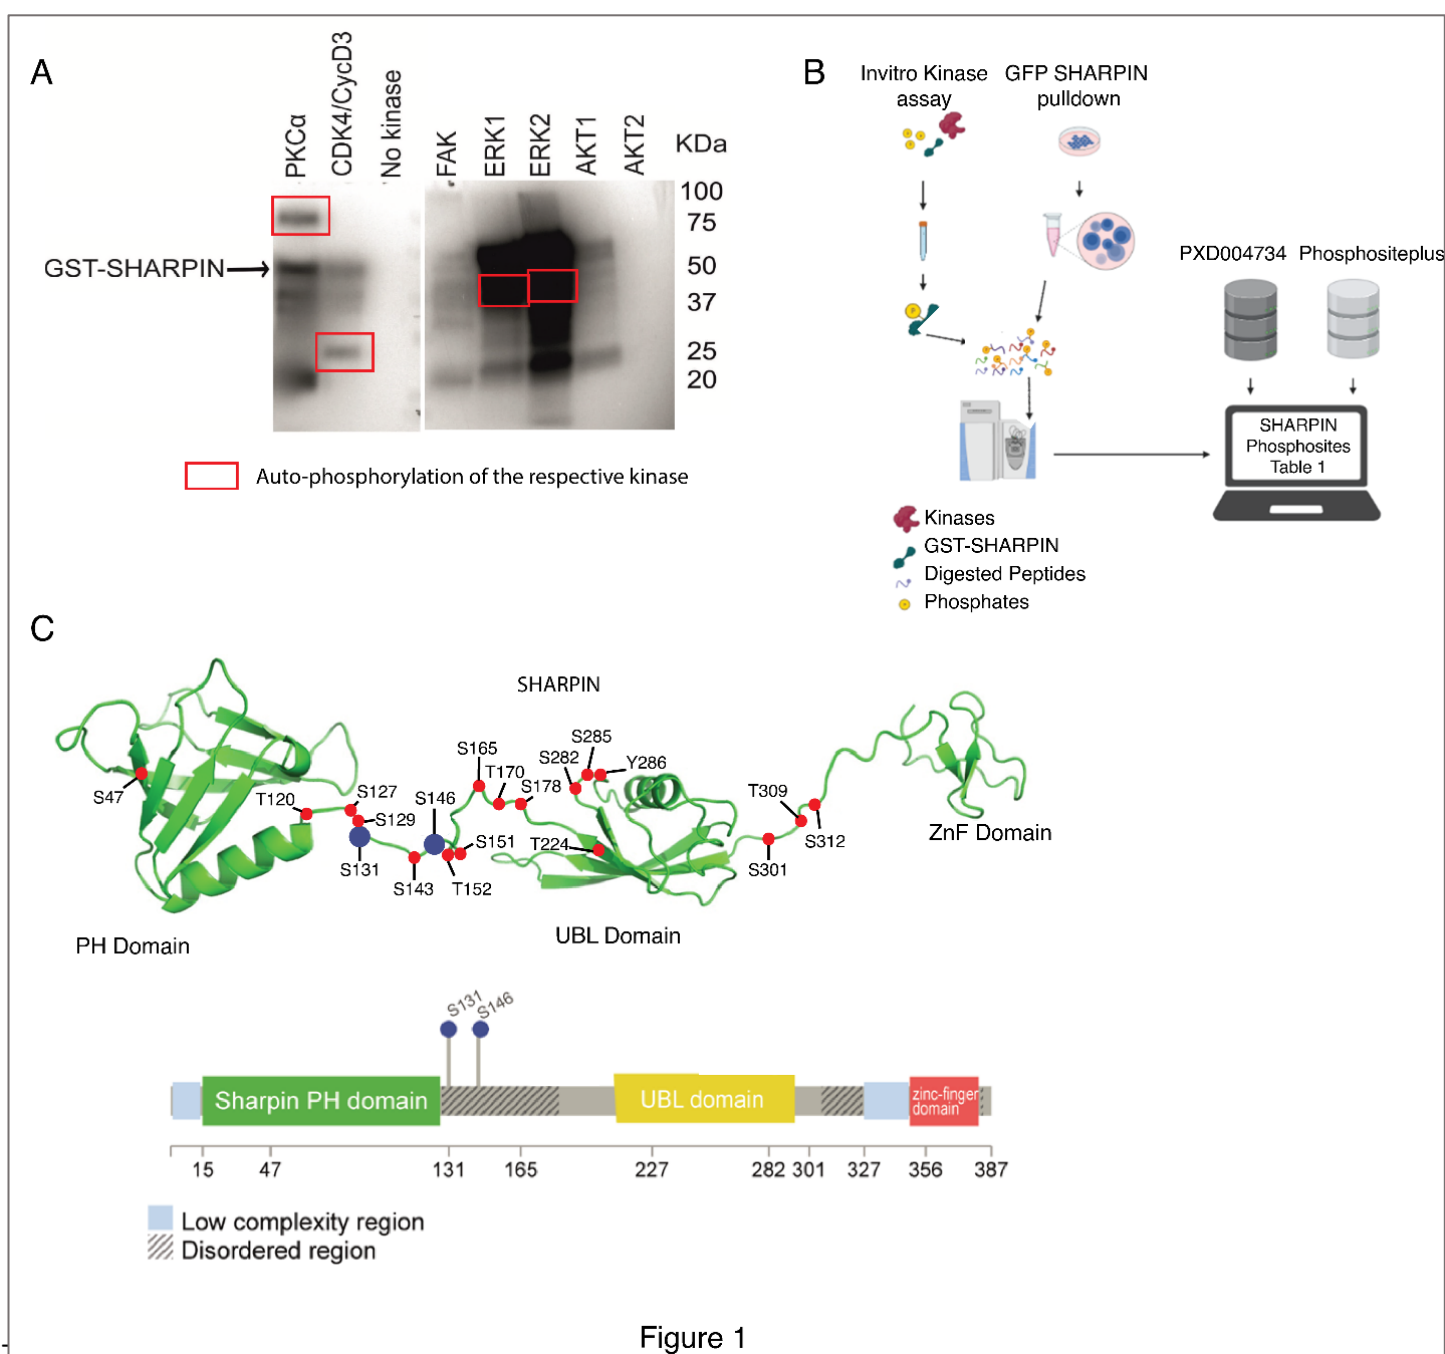 A
PKCα
CDK4/CycD3
No kinase
FAK
ERK1
ERK2
AKT1
AKT2
KDa
100
75
GST-SHARPIN
50
37
25
20
Auto-phosphorylation of the respective kinase
B
Invitro Kinase
assay
GFP SHARPIN
pulldown
P
PXD004734
Phosphositeplus
SHARPIN
Phosphosites
Table 1
Kinases
GST-SHARPIN
Digested Peptides
Phosphates
C
SHARPIN
S47
T120
S127
S129
S131
S143
S146
S151
T152
S165
T170
S178
S282
S285
Y286
T224
T309
S312
S301
PH Domain
UBL Domain
ZnF Domain
S131
S146
Sharpin PH domain
UBL domain
zinc-finger
domain
15 47 131 165 227 282 301 327 356 387
Low complexity region
Disordered region
Figure 1